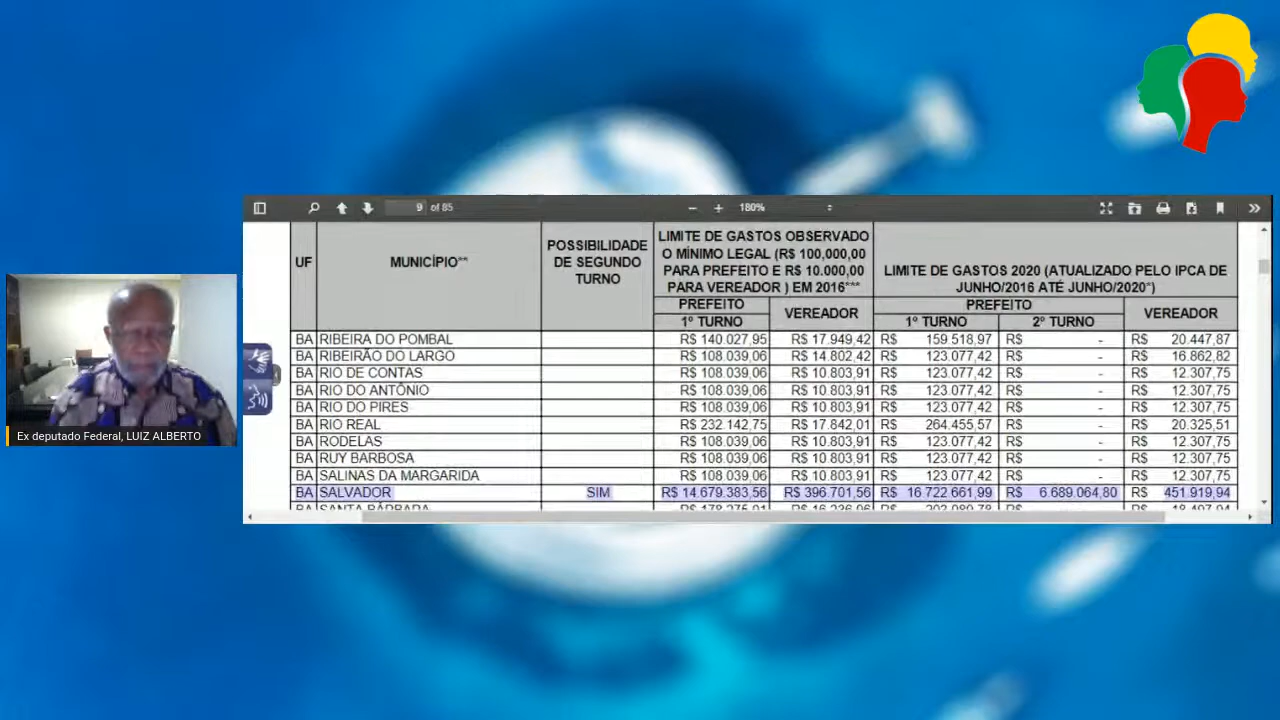 9 of 85
180%
UF
MUNICÍPIO**
POSSIBILIDADE
DE SEGUNDO
TURNO
LIMITE DE GASTOS OBSERVADO
O MÍNIMO LEGAL (R$ 100,000,00
PARA PREFEITO E R$ 10.000,00
PARA VEREADOR ) EM 2016***
LIMITE DE GASTOS 2020 (ATUALIZADO PELO IPCA DE
JUNHO/2016 ATÉ JUNHO/2020*)
PREFEITO
VEREADOR
PREFEITO
VEREADOR
1º TURNO
1º TURNO
2º TURNO
BA RIBEIRA DO POMBAL R$ 140.027,95 R$ 17.949,42 R$ 159.518,97 R$ - R$ 20.447,87
BA RIBEIRÃO DO LARGO R$ 108.039,06 R$ 14.802,42 R$ 123.077,42 R$ - R$ 16.862,82
BA RIO DE CONTAS R$ 108.039,06 R$ 10.803,91 R$ 123.077,42 R$ - R$ 12.307,75
BA RIO DO ANTÔNIO R$ 108.039,06 R$ 10.803,91 R$ 123.077,42 R$ - R$ 12.307,75
BA RIO DO PIRES R$ 108.039,06 R$ 10.803,91 R$ 123.077,42 R$ - R$ 12.307,75
BA RIO REAL R$ 232.142,75 R$ 17.842,01 R$ 264.455,57 R$ - R$ 20.325,51
BA RODELAS R$ 108.039,06 R$ 10.803,91 R$ 123.077,42 R$ - R$ 12.307,75
BA RUY BARBOSA R$ 108.039,06 R$ 10.803,91 R$ 123.077,42 R$ - R$ 12.307,75
BA SALINAS DA MARGARIDA R$ 108.039,06 R$ 10.803,91 R$ 123.077,42 R$ - R$ 12.307,75
BA SALVADOR SIM R$ 14.679.383,56 R$ 396.701,56 R$ 16.722.661,99 R$ 6.689.064,80 R$ 451.919,94
Ex deputado Federal, LUIZ ALBERTO